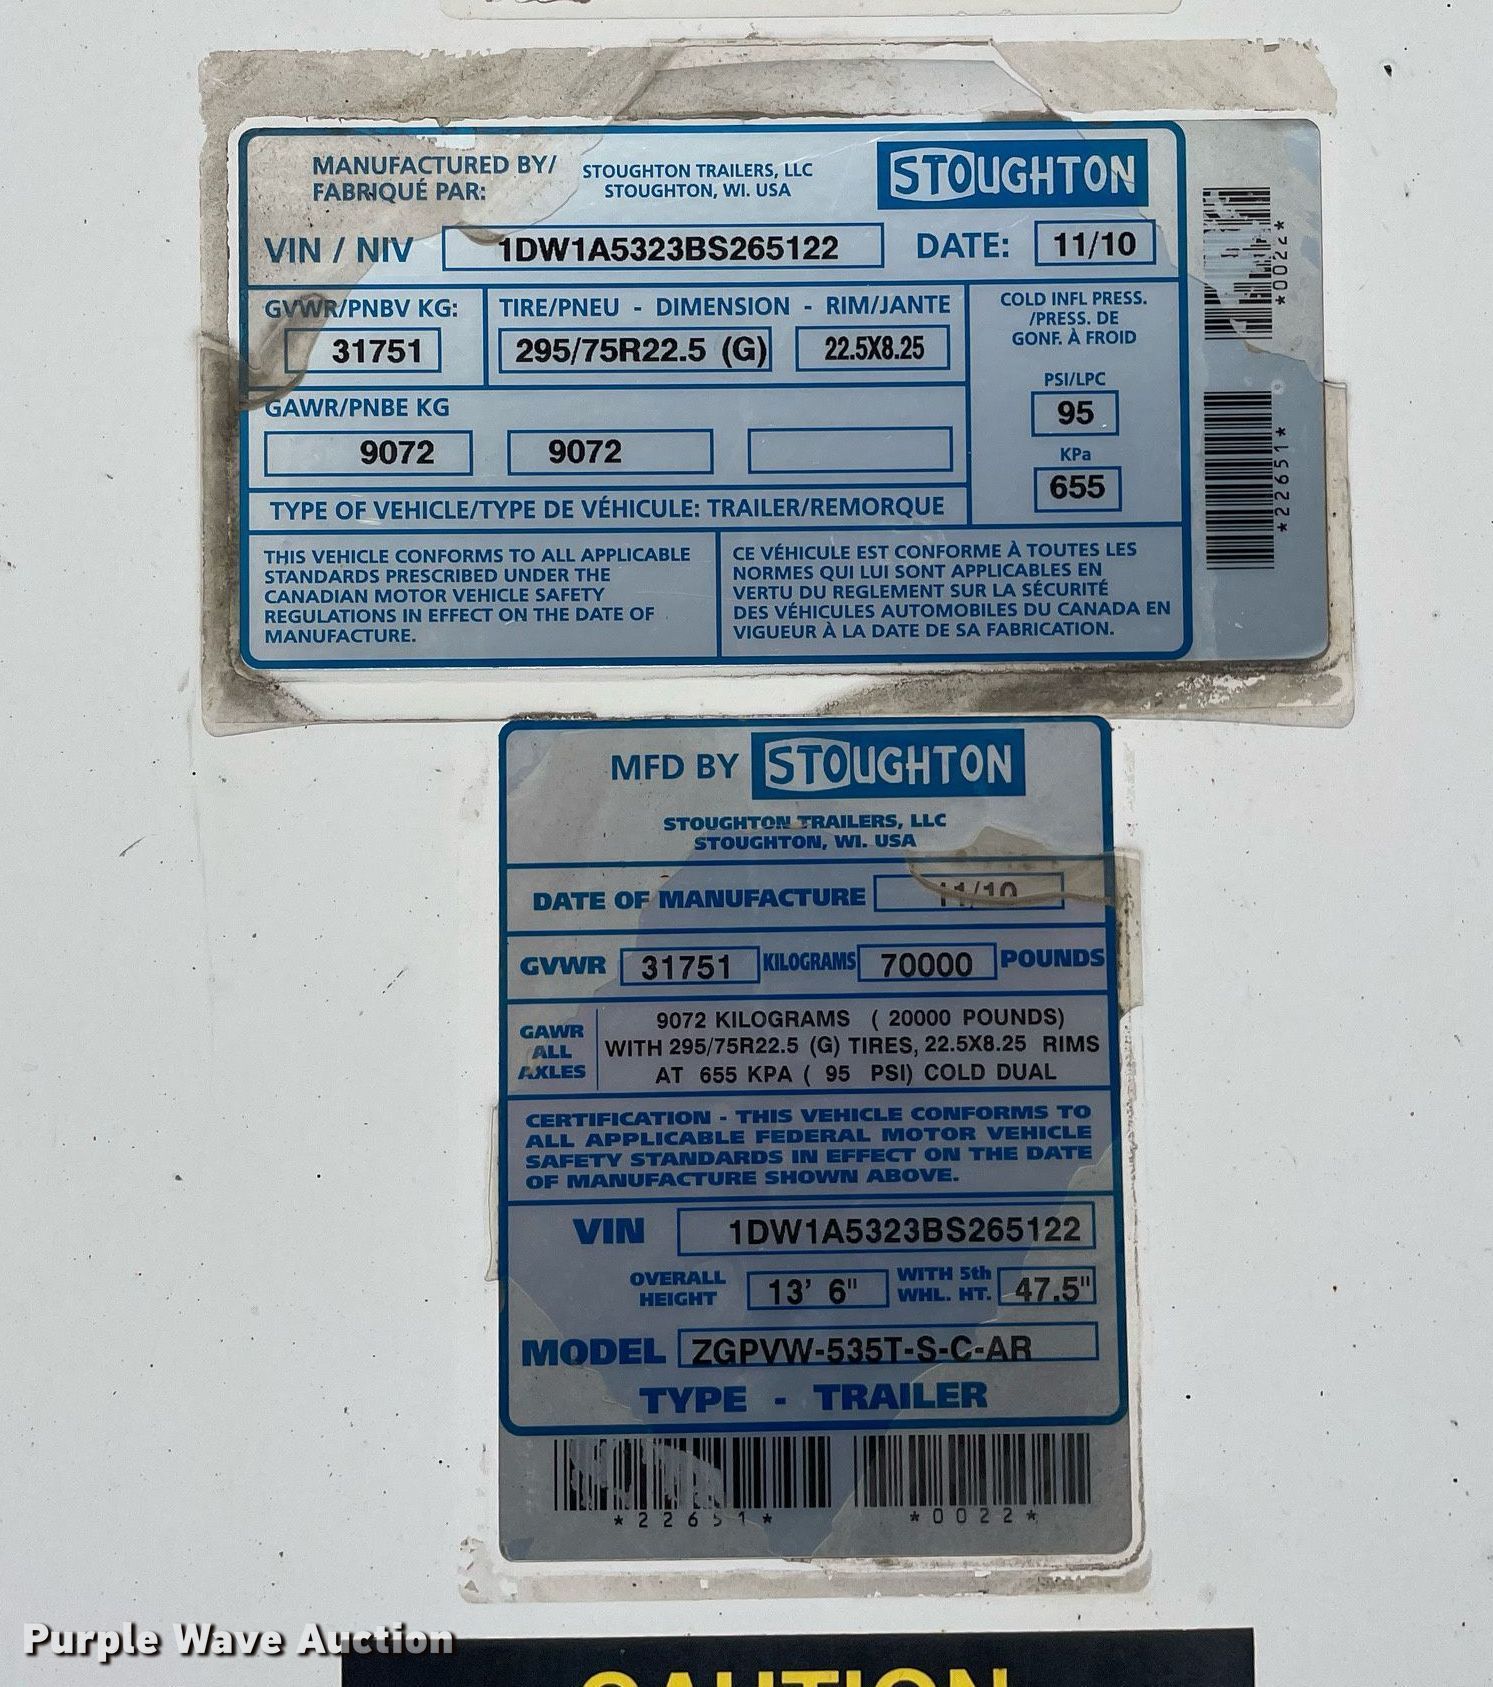 MANUFACTURED BY/
FABRIQUÉ PAR:
STOUGHTON TRAILERS, LLC
STOUGHTON, WI. USA
STOUGHTON
VIN / NIV 1DW1A5323BS265122 DATE: 11/10
GVWR/PNBV KG: TIRE/PNEU - DIMENSION - RIM/JANTE
31751 295/75R22.5 (G) 22.5X8.25
COLD INFL PRESS.
/PRESS. DE
GONF. À FROID
PSI/LPC
95
KPa
655
GAWR/PNBE KG
9072 9072
TYPE OF VEHICLE/TYPE DE VÉHICULE: TRAILER/REMORQUE
THIS VEHICLE CONFORMS TO ALL APPLICABLE
STANDARDS PRESCRIBED UNDER THE
CANADIAN MOTOR VEHICLE SAFETY
REGULATIONS IN EFFECT ON THE DATE OF
MANUFACTURE.
CE VÉHICULE EST CONFORME À TOUTES LES
NORMES QUI LUI SONT APPLICABLES EN
VERTU DU REGLEMENT SUR LA SÉCURITÉ
DES VÉHICULES AUTOMOBILES DU CANADA EN
VIGUEUR À LA DATE DE SA FABRICATION.
*0022*
*22651*
MFD BY STOUGHTON
STOUGHTON TRAILERS, LLC
STOUGHTON, WI. USA
DATE OF MANUFACTURE 11/10
GVWR 31751 KILOGRAMS 70000 POUNDS
GAWR
ALL
AXLES
9072 KILOGRAMS ( 20000 POUNDS)
WITH 295/75R22.5 (G) TIRES, 22.5X8.25 RIMS
AT 655 KPA ( 95 PSI) COLD DUAL
CERTIFICATION - THIS VEHICLE CONFORMS TO
ALL APPLICABLE FEDERAL MOTOR VEHICLE
SAFETY STANDARDS IN EFFECT ON THE DATE
OF MANUFACTURE SHOWN ABOVE.
VIN 1DW1A5323BS265122
OVERALL
HEIGHT
13' 6"
WITH 5th
WHL. HT.
47.5"
MODEL ZGPVW-535T-S-C-AR
TYPE - TRAILER
*22651* *0022*
Purple Wave Auction
CAUTION